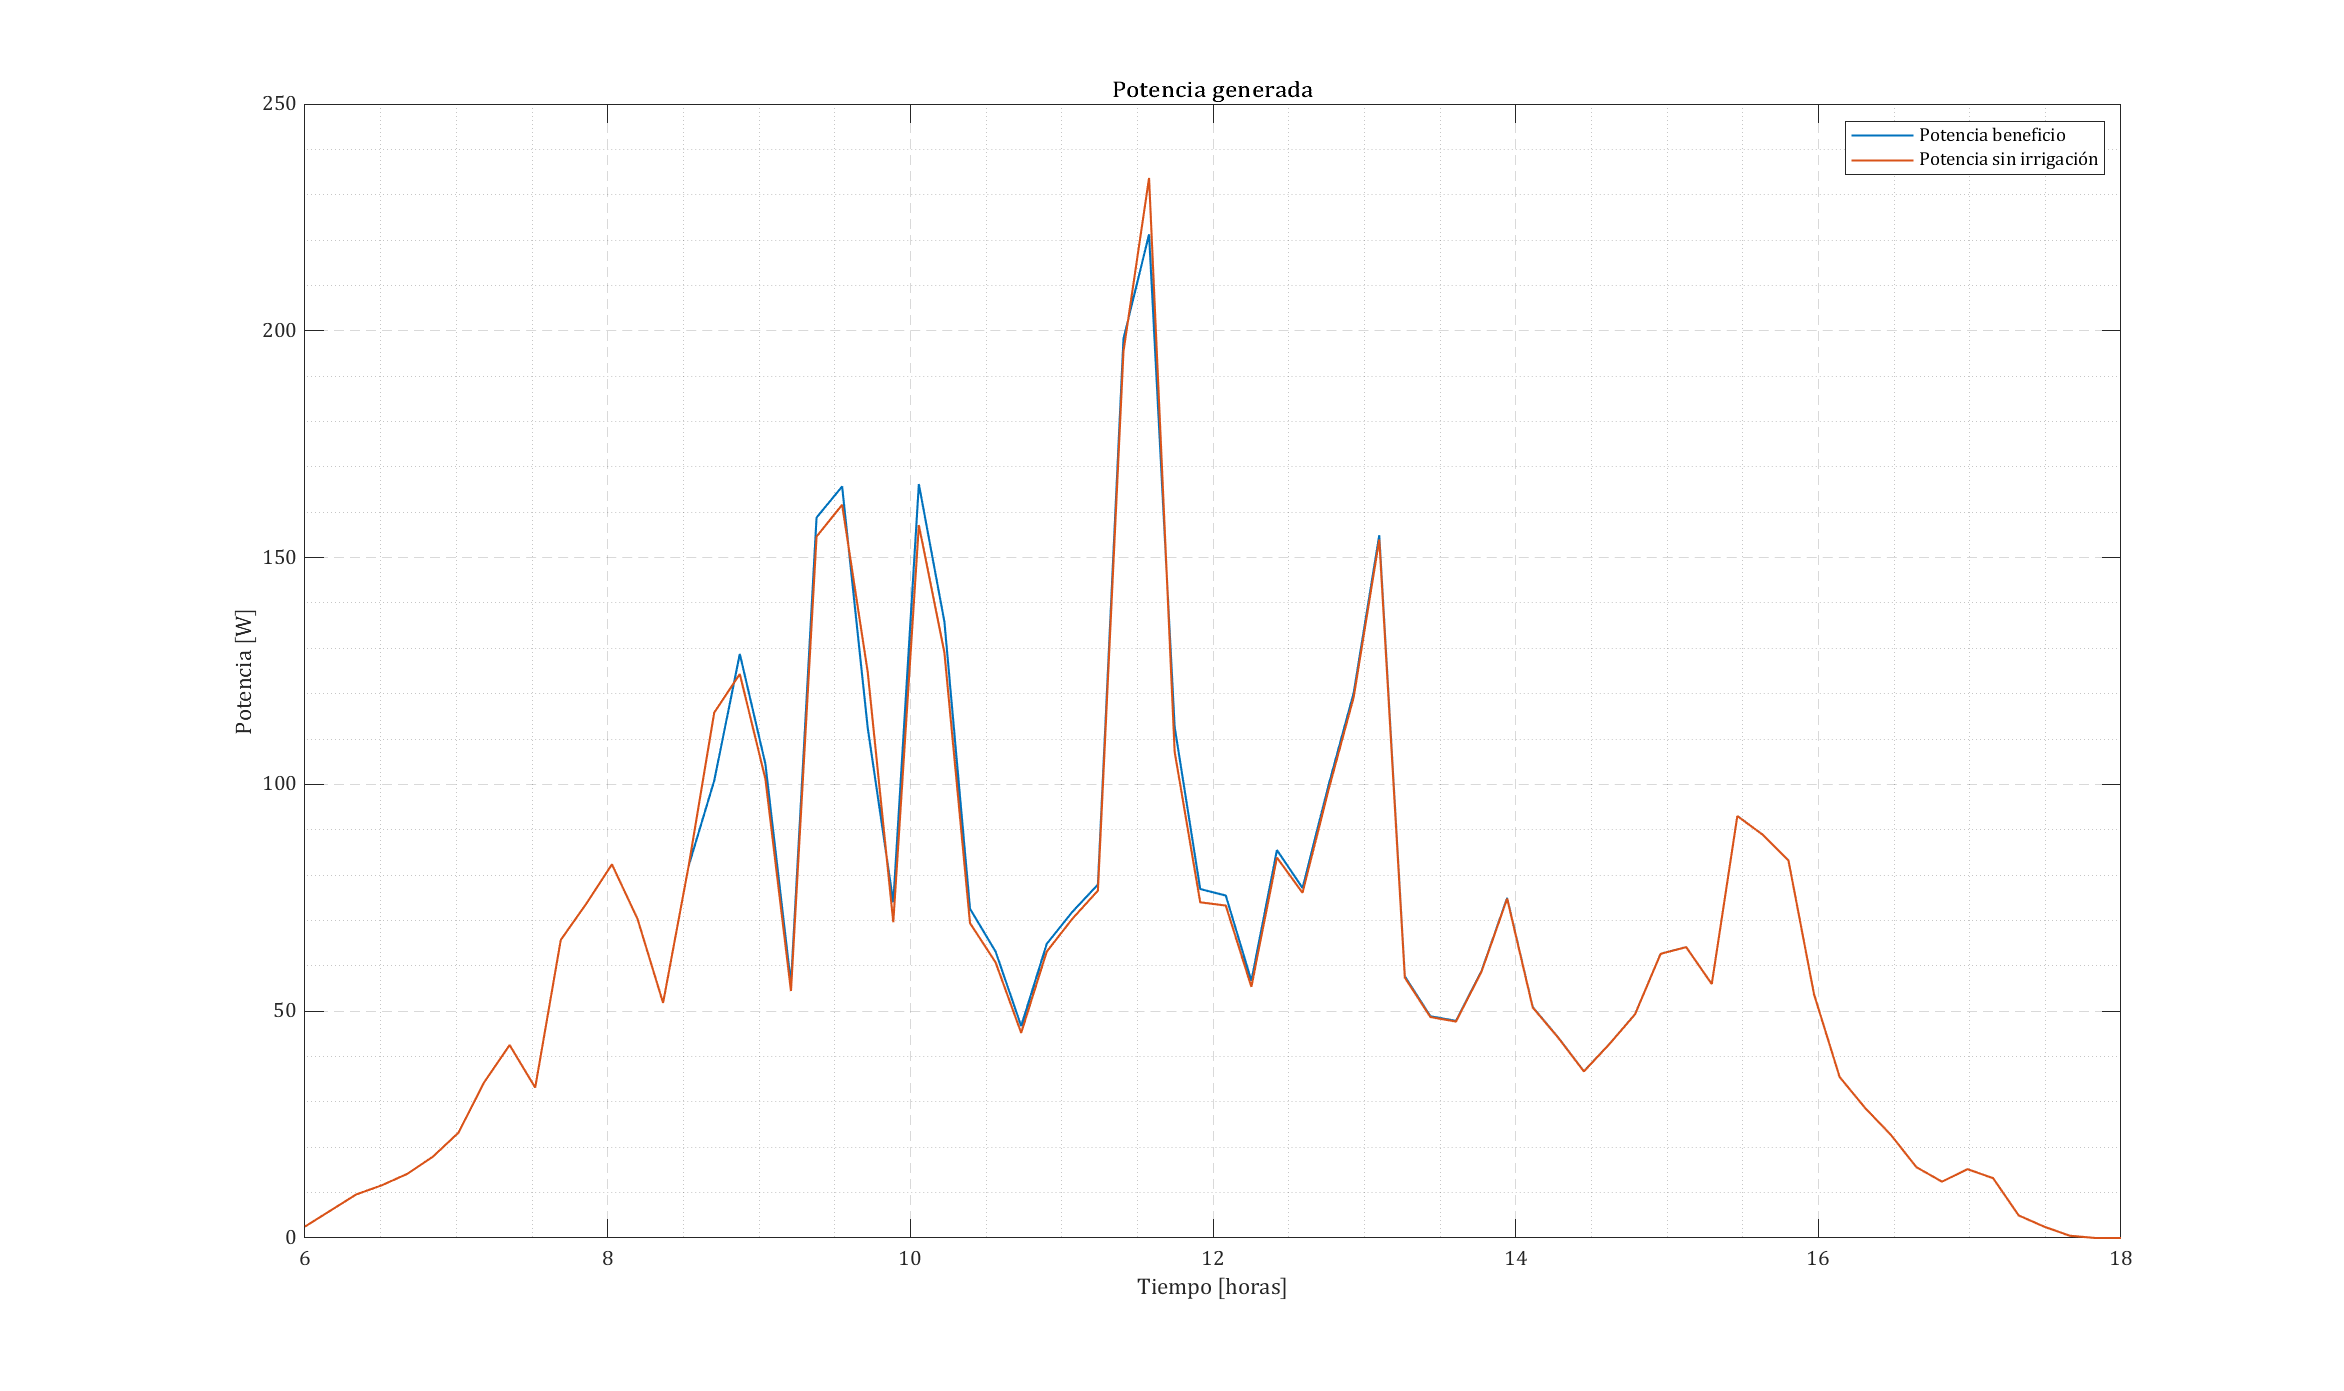 Potencia generada
250
200
150
100
50
0
Potencia [W]
6 8 10 12 14 16 18
Tiempo [horas]
Potencia beneficio
Potencia sin irrigación